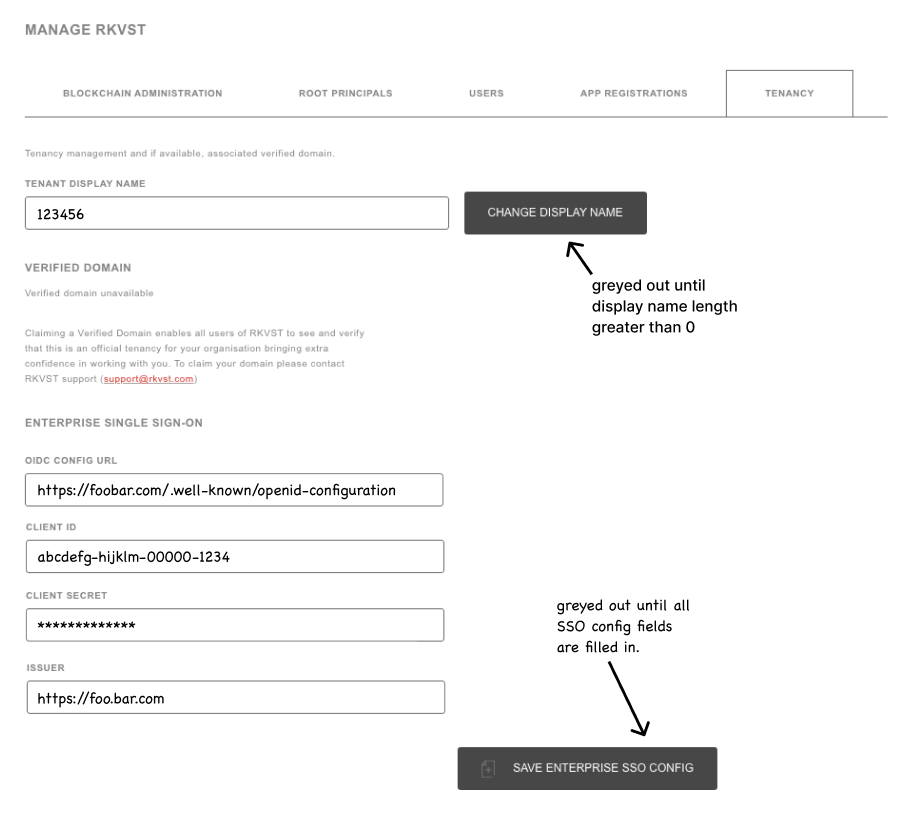 MANAGE RKVST
BLOCKCHAIN ADMINISTRATION ROOT PRINCIPALS USERS APP REGISTRATIONS TENANCY
Tenancy management and if available, associated verified domain.
TENANT DISPLAY NAME
123456
CHANGE DISPLAY NAME
greyed out until
display name length
greater than 0
VERIFIED DOMAIN
Verified domain unavailable
Claiming a Verified Domain enables all users of RKVST to see and verify
that this is an official tenancy for your organisation bringing extra
confidence in working with you. To claim your domain please contact
RKVST support (support@rkvst.com)
ENTERPRISE SINGLE SIGN-ON
OIDC CONFIG URL
https://foobar.com/.well-known/openid-configuration
CLIENT ID
abcdefg-hijklm-00000-1234
CLIENT SECRET
*************
ISSUER
https://foo.bar.com
greyed out until all
SSO config fields
are filled in.
SAVE ENTERPRISE SSO CONFIG